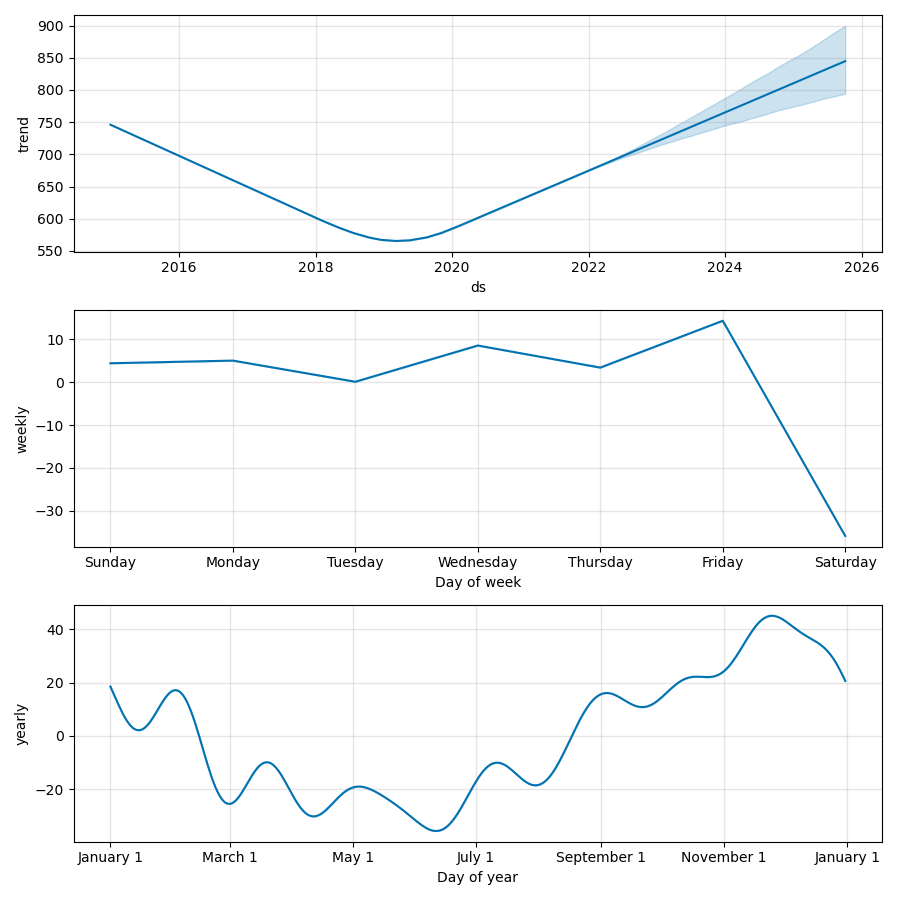 900
850
800
750
700
650
600
550
trend
2016 2018 2020 2022 2024 2026
ds
10
0
−10
−20
−30
weekly
Sunday Monday Tuesday Wednesday Thursday Friday Saturday
Day of week
40
20
0
−20
yearly
January 1 March 1 May 1 July 1 September 1 November 1 January 1
Day of year